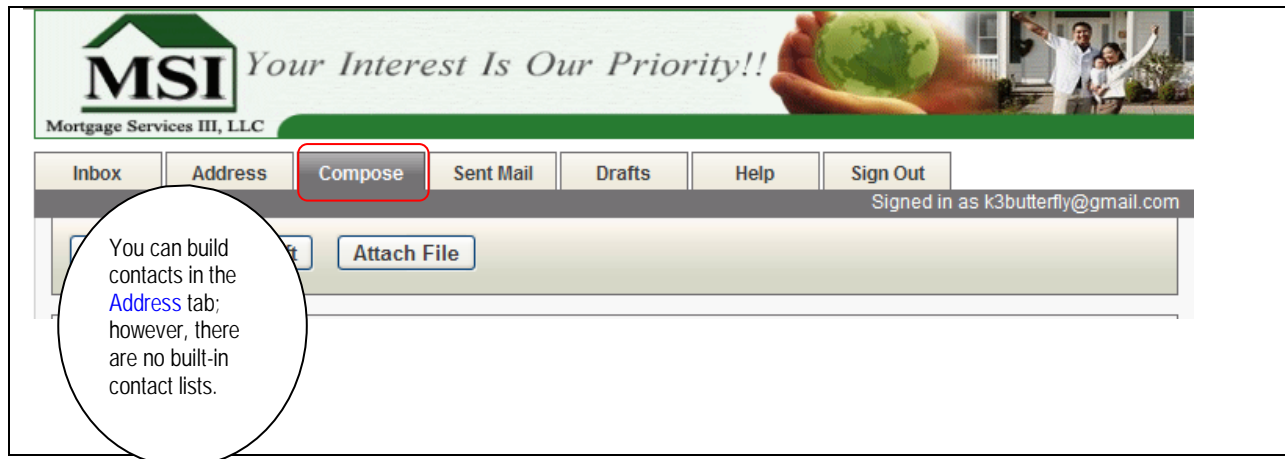 MSI
Your Interest Is Our Priority!!
Mortgage Services III, LLC
Inbox Address Compose Sent Mail Drafts Help Sign Out
Signed in as k3butterfly@gmail.com
Attach File
You can build
contacts in the
Address tab;
however, there
are no built-in
contact lists.